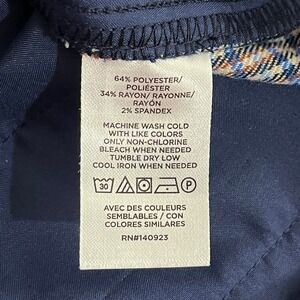 64% POLYESTER/
POLIÉSTER
34% RAYON/ RAYONNE/
RAYÓN
2% SPANDEX
MACHINE WASH COLD
WITH LIKE COLORS
ONLY NON-CHLORINE
BLEACH WHEN NEEDED
TUMBLE DRY LOW
COOL IRON WHEN NEEDED
30 P
AVEC DES COULEURS
SEMBLABLES / CON
COLORES SIMILARES
RN#140923